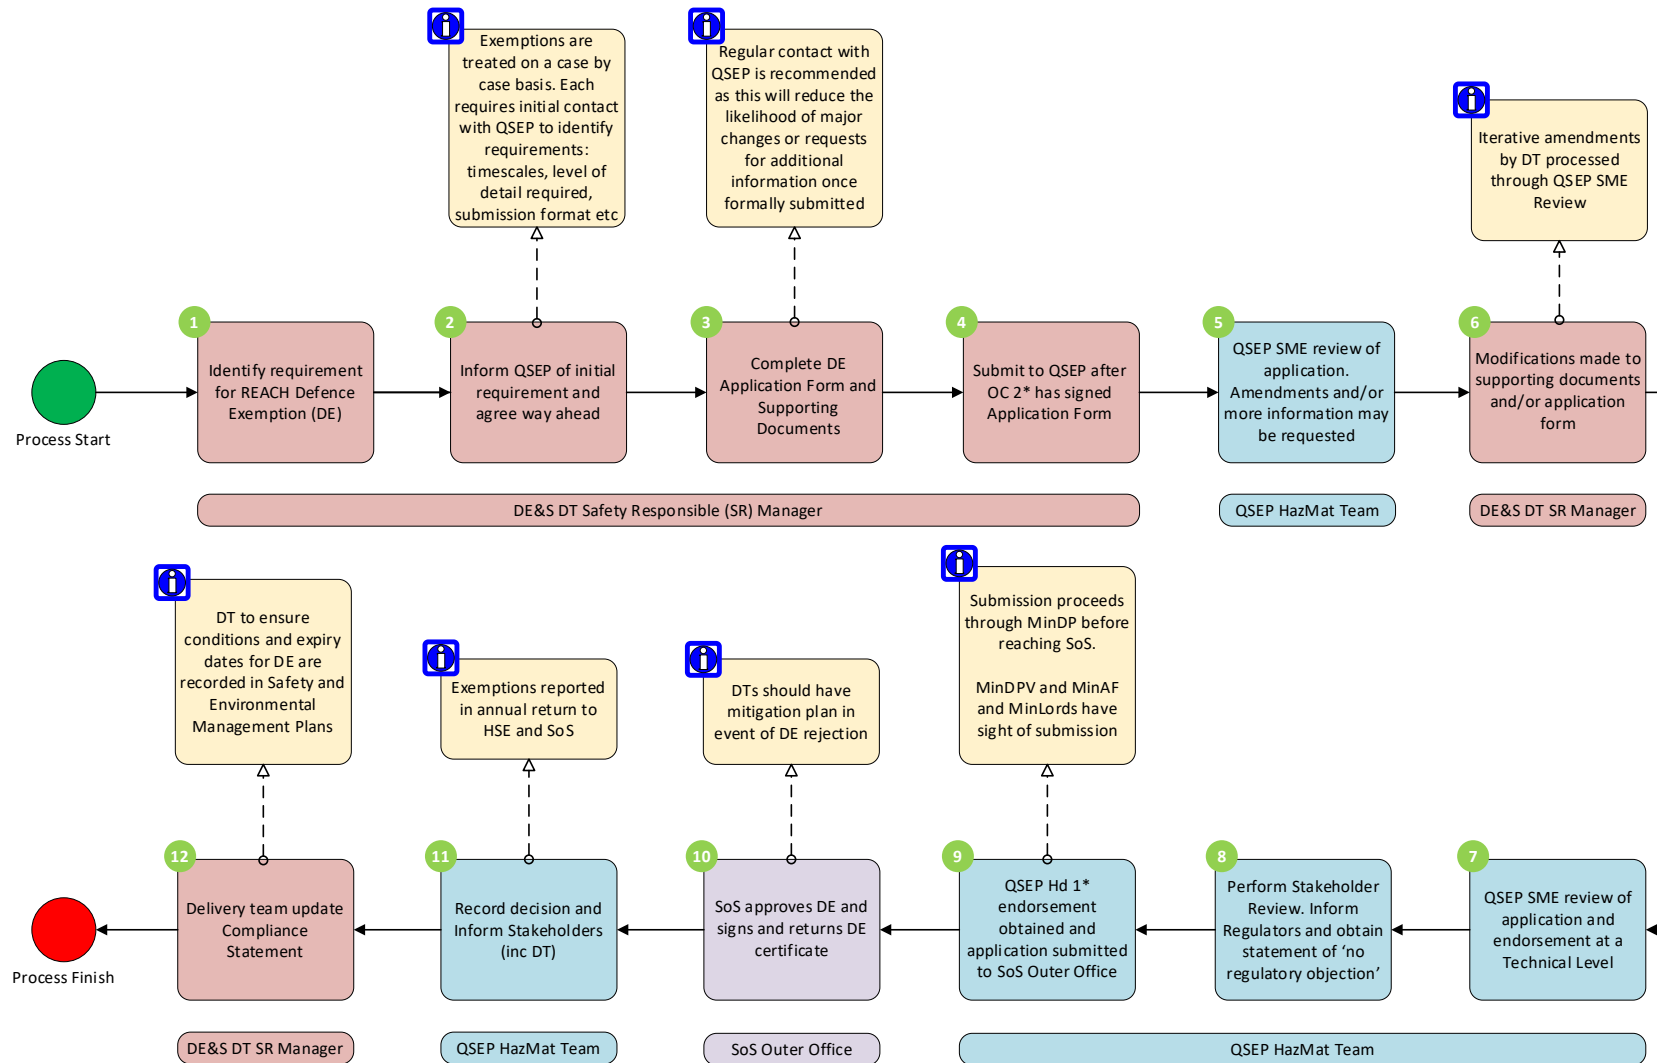 Exemptions are
treated on a case by
case basis. Each
requires initial contact
with QSEP to identify
requirements:
timescales, level of
detail required,
submission format etc
Regular contact with
QSEP is recommended
as this will reduce the
likelihood of major
changes or requests
for additional
information once
formally submitted
Iterative amendments
by DT processed
through QSEP SME
Review
Process Start
1
Identify requirement
for REACH Defence
Exemption (DE)
2
Inform QSEP of initial
requirement and
agree way ahead
3
Complete DE
Application Form and
Supporting
Documents
4
Submit to QSEP after
OC 2* has signed
Application Form
5
QSEP SME review of
application.
Amendments and/or
more information may
be requested
6
Modifications made to
supporting documents
and/or application
form
DE&S DT Safety Responsible (SR) Manager
QSEP HazMat Team
DE&S DT SR Manager
DT to ensure
conditions and expiry
dates for DE are
recorded in Safety and
Environmental
Management Plans
Exemptions reported
in annual return to
HSE and SoS
DTs should have
mitigation plan in
event of DE rejection
Submission proceeds
through MinDP before
reaching SoS.
MinDPV and MinAF
and MinLords have
sight of submission
Process Finish
12
Delivery team update
Compliance
Statement
11
Record decision and
Inform Stakeholders
(inc DT)
10
SoS approves DE and
signs and returns DE
certificate
9
QSEP Hd 1*
endorsement
obtained and
application submitted
to SoS Outer Office
8
Perform Stakeholder
Review. Inform
Regulators and obtain
statement of ‘no
regulatory objection’
7
QSEP SME review of
application and
endorsement at a
Technical Level
DE&S DT SR Manager
QSEP HazMat Team
SoS Outer Office
QSEP HazMat Team